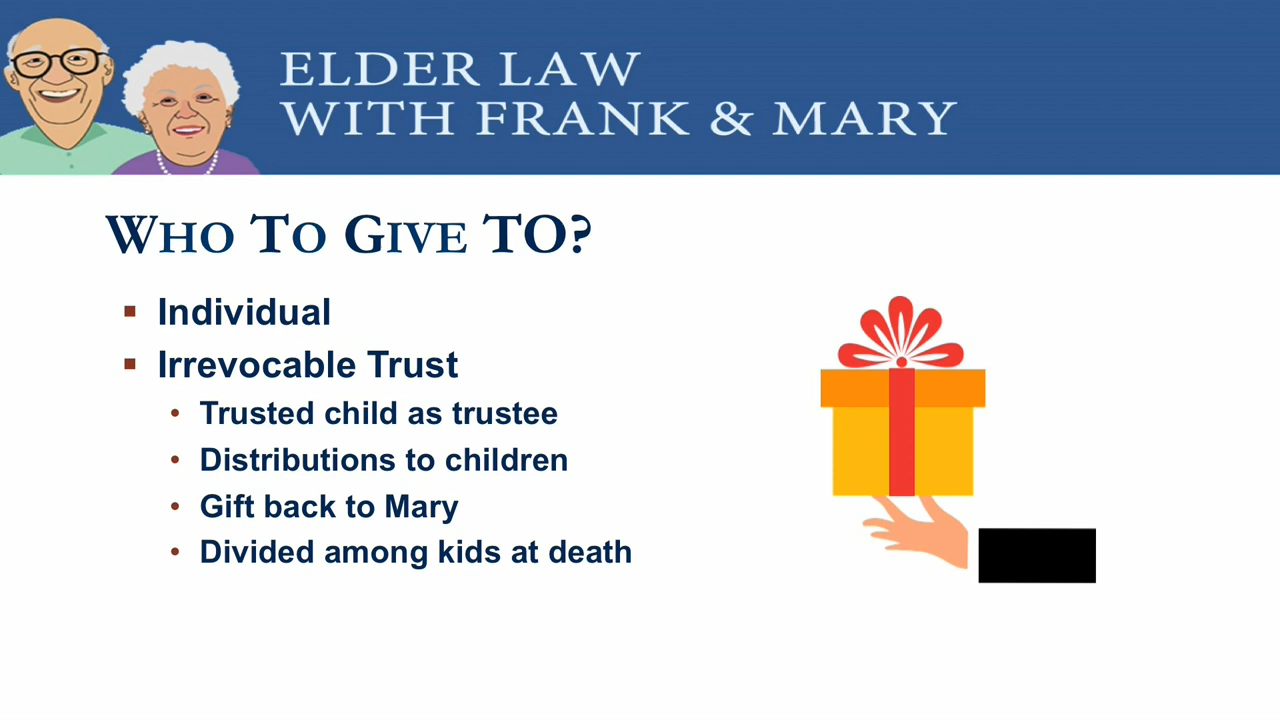 ELDER LAW
WITH FRANK & MARY
WHO TO GIVE TO?
▪ Individual
▪ Irrevocable Trust
• Trusted child as trustee
• Distributions to children
• Gift back to Mary
• Divided among kids at death